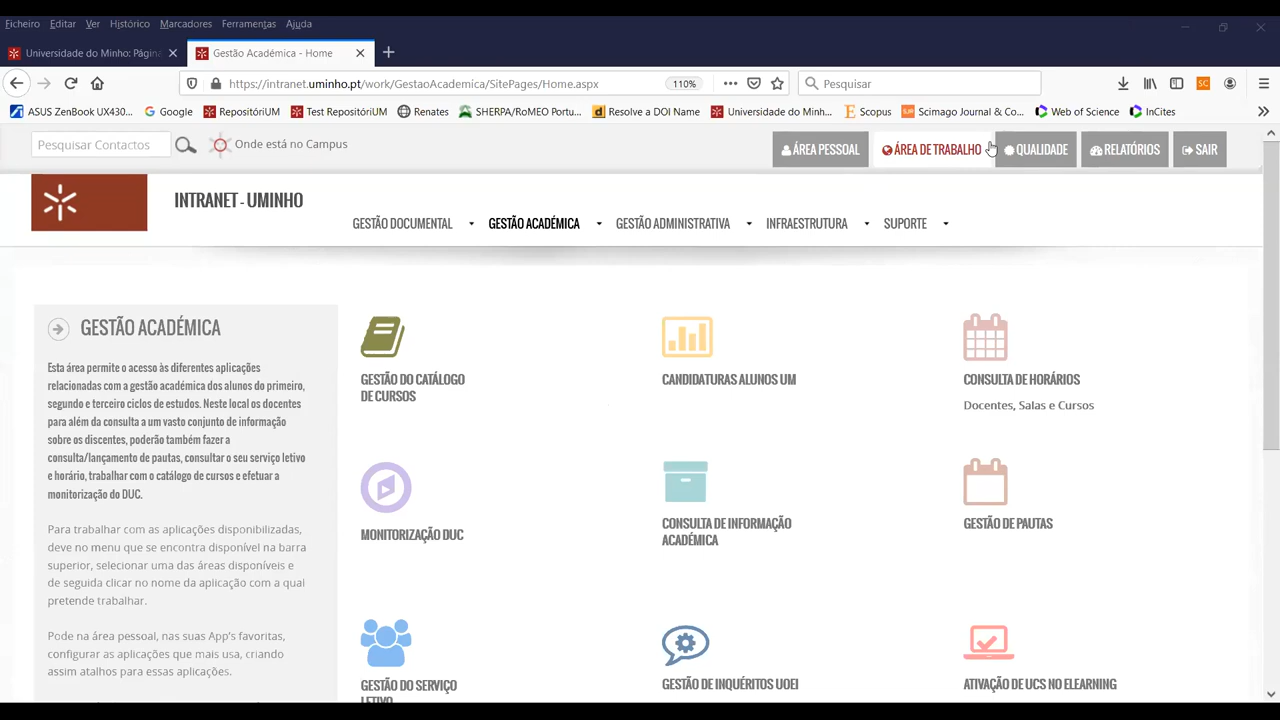 Ficheiro Editar Ver Histórico Marcadores Ferramentas Ajuda
Universidade do Minho: Págin
Gestão Académica - Home
https://intranet.uminho.pt/work/GestaoAcademica/SitePages/Home.aspx
110%
Pesquisar
SC
ASUS ZenBook UX430... Google RepositóriUM Test RepositóriUM Renates SHERPA/RoMEO Portu... Resolve a DOI Name Universidade do Minho... Scopus Scimago Journal & Co... Web of Science InCites
Pesquisar Contactos
Onde está no Campus
ÁREA PESSOAL ÁREA DE TRABALHO QUALIDADE RELATÓRIOS SAIR
INTRANET - UMINHO
GESTÃO DOCUMENTAL GESTÃO ACADÉMICA GESTÃO ADMINISTRATIVA INFRAESTRUTURA SUPORTE
GESTÃO ACADÉMICA
Esta área permite o acesso às diferentes aplicações
relacionadas com a gestão académica dos alunos do primeiro,
segundo e terceiro ciclos de estudos. Neste local os docentes
para além da consulta a um vasto conjunto de informação
sobre os discentes, poderão também fazer a
consulta/lançamento de pautas, consultar o seu serviço letivo
e horário, trabalhar com o catálogo de cursos e efetuar a
monitorização do DUC.
Para trabalhar com as aplicações disponibilizadas,
deve no menu que se encontra disponível na barra
superior, selecionar uma das áreas disponíveis e
de seguida clicar no nome da aplicação com a qual
pretende trabalhar.
Pode na área pessoal, nas suas App's favoritas,
configurar as aplicações que mais usa, criando
assim atalhos para essas aplicações.
GESTÃO DO CATÁLOGO
DE CURSOS
CANDIDATURAS ALUNOS UM
CONSULTA DE HORÁRIOS
Docentes, Salas e Cursos
MONITORIZAÇÃO DUC
CONSULTA DE INFORMAÇÃO
ACADÉMICA
GESTÃO DE PAUTAS
GESTÃO DO SERVIÇO
LETIVO
GESTÃO DE INQUÉRITOS UOEI
ATIVAÇÃO DE UCS NO ELEARNING